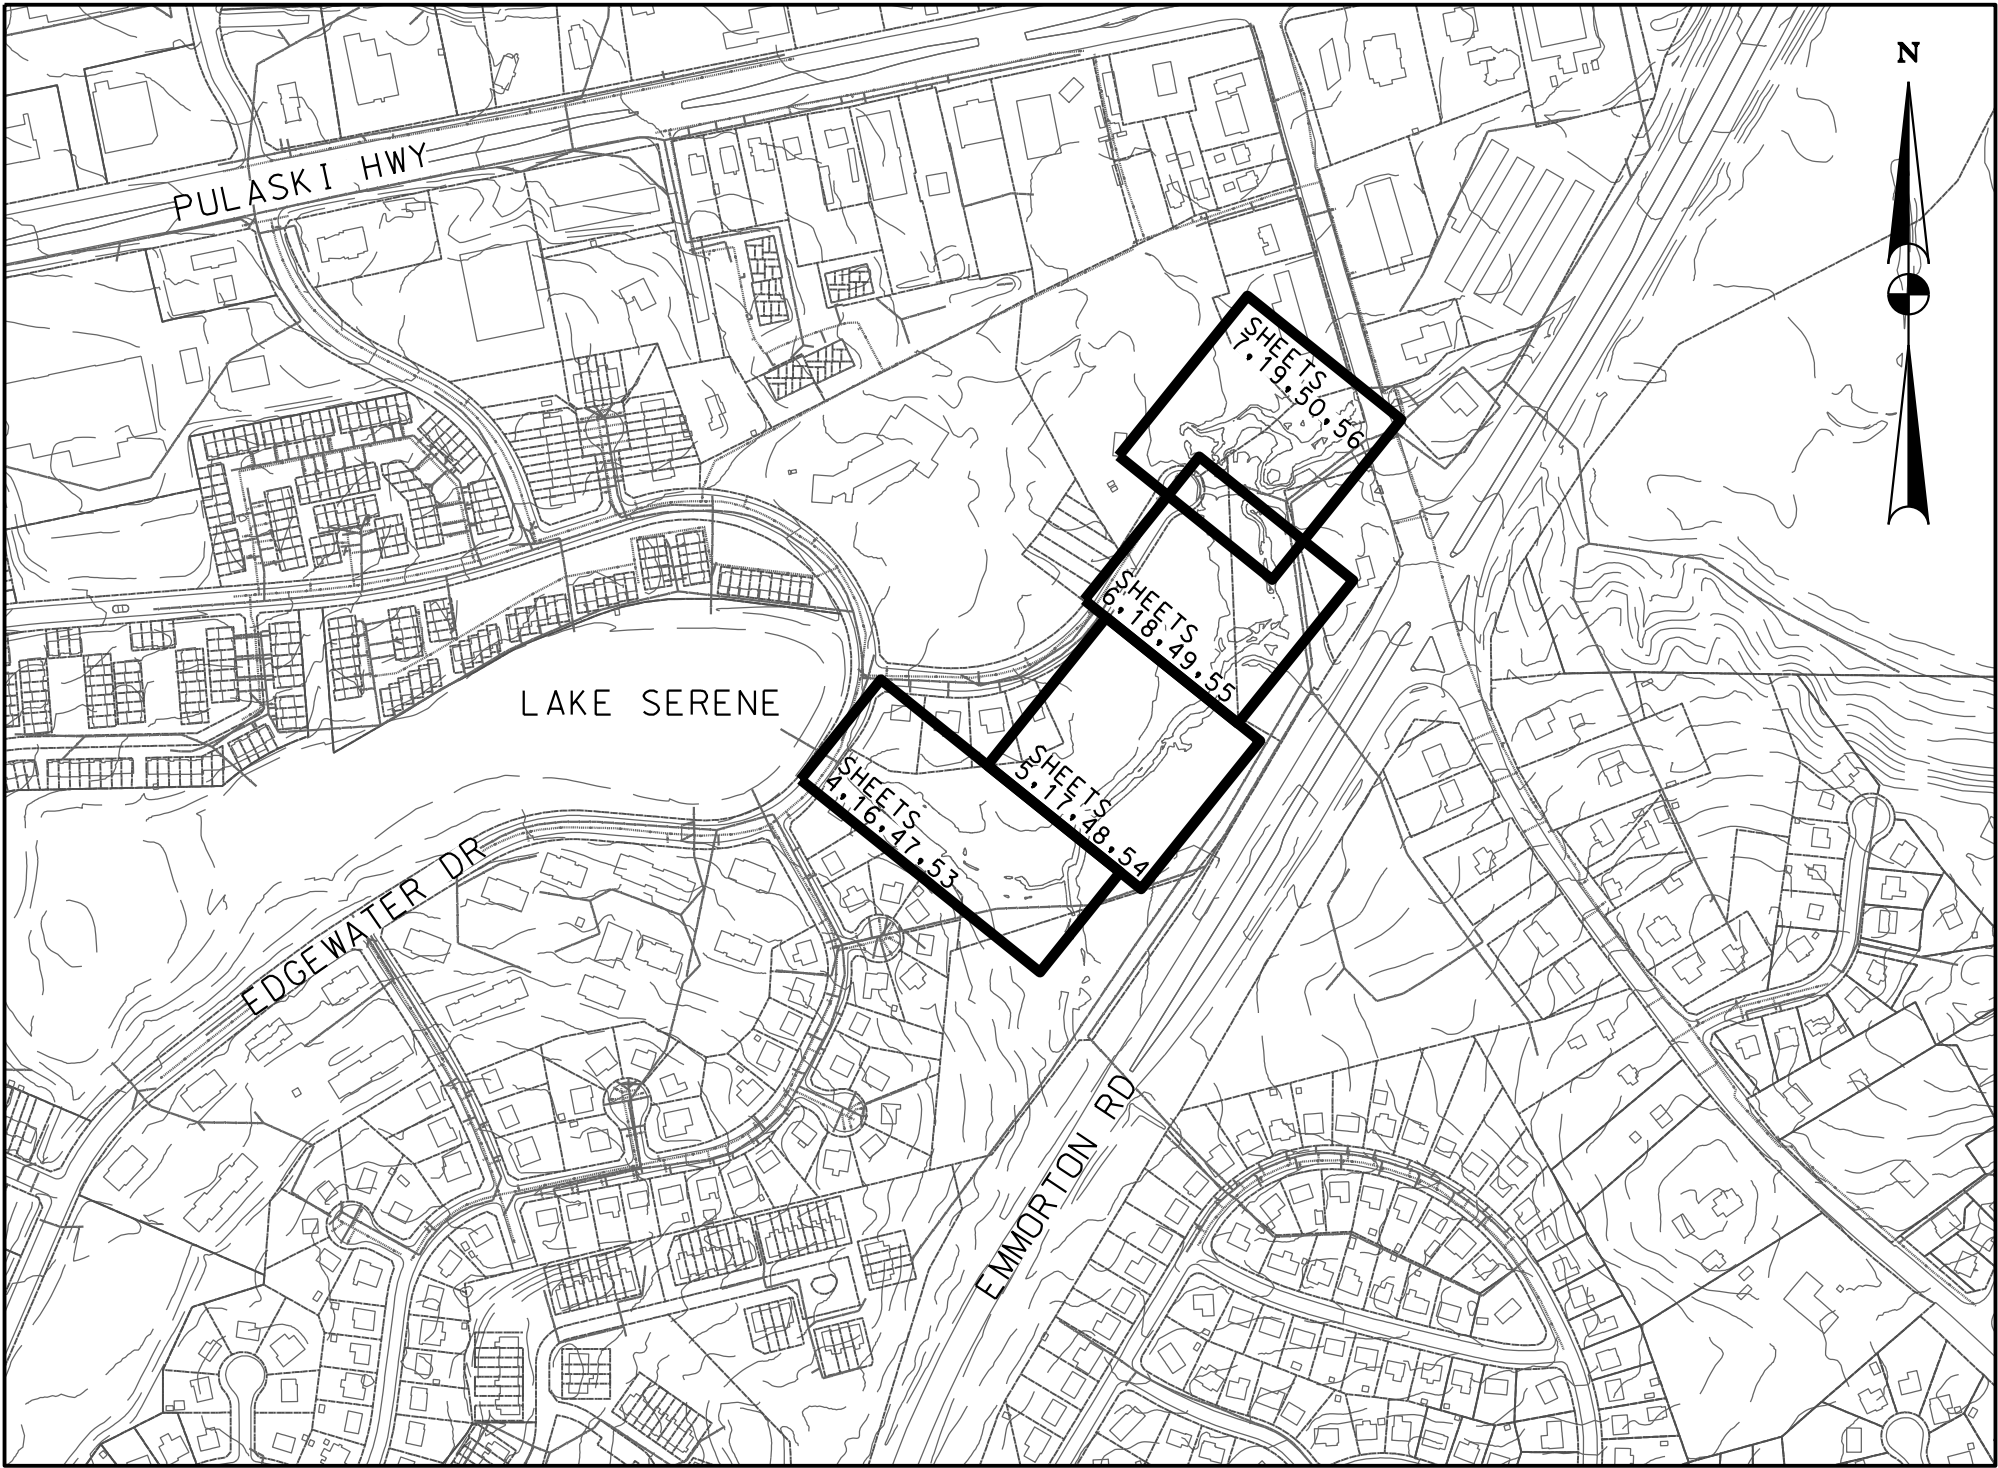 N
PULASKI HWY
SHEETS
7,19,50,56
SHEETS
6,18,49,55
LAKE SERENE
SHEETS
5,17,48,54
SHEETS
4,16,47,53
EDGEWATER DR
EMMORTON RD